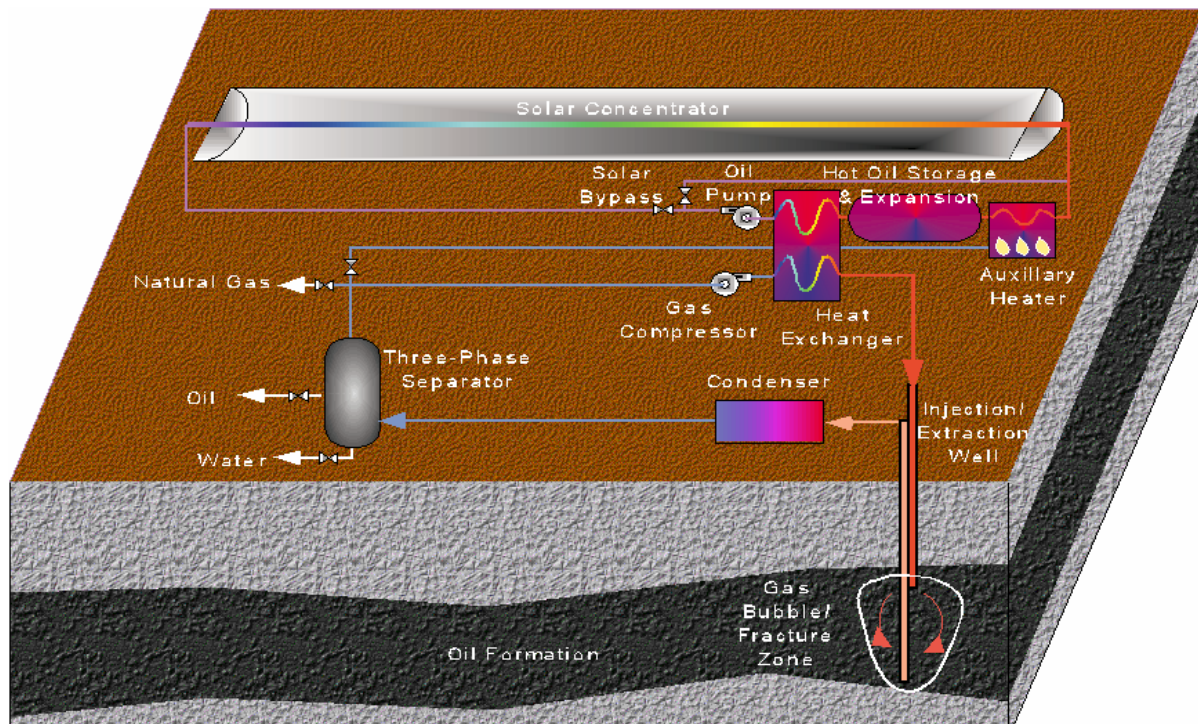 Solar Concentrator
Solar
Bypass
Oil
Pump
Hot Oil Storage
& Expansion
Auxillary
Heater
Natural Gas
Gas
Compressor
Heat
Exchanger
Three-Phase
Separator
Condenser
Oil
Injection/
Extraction
Well
Water
Gas
Bubble/
Fracture
Zone
Oil Formation